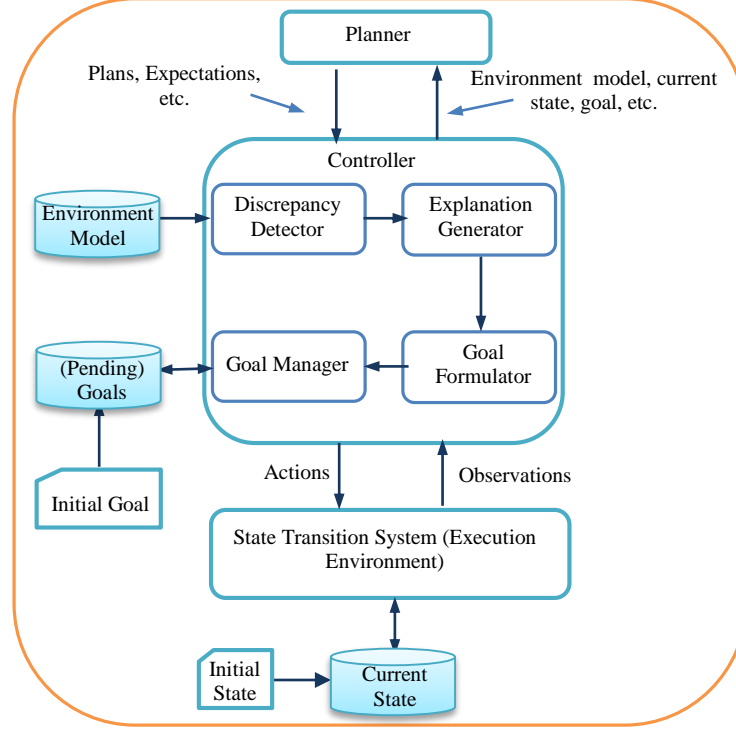 Planner
Plans, Expectations,
etc.
Environment model, current
state, goal, etc.
Controller
Environment
Model
Discrepancy
Detector
Explanation
Generator
(Pending)
Goals
Goal Manager
Goal
Formulator
Initial Goal
Actions
Observations
State Transition System (Execution
Environment)
Initial
State
Current
State